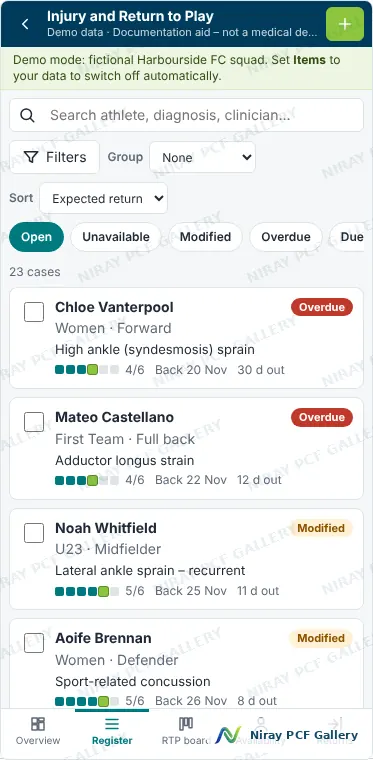 Injury and Return to Play
Demo data · Documentation aid – not a medical de...
Demo mode: fictional Harbourside FC squad. Set Items to
your data to switch off automatically.
Search athlete, diagnosis, clinician...
Filters
Group
None
Sort
Expected return
Open
Unavailable
Modified
Overdue
Due
23 cases
Chloe Vanterpool
Overdue
Women · Forward
High ankle (syndesmosis) sprain
4/6 Back 20 Nov 30 d out
Mateo Castellano
Overdue
First Team · Full back
Adductor longus strain
4/6 Back 22 Nov 12 d out
Noah Whitfield
Modified
U23 · Midfielder
Lateral ankle sprain – recurrent
5/6 Back 25 Nov 11 d out
Aoife Brennan
Modified
Women · Defender
Sport-related concussion
5/6 Back 26 Nov 8 d out
Overview
Register
RTP board
Niray PCF Gallery
NIRAY PCF GALLERY